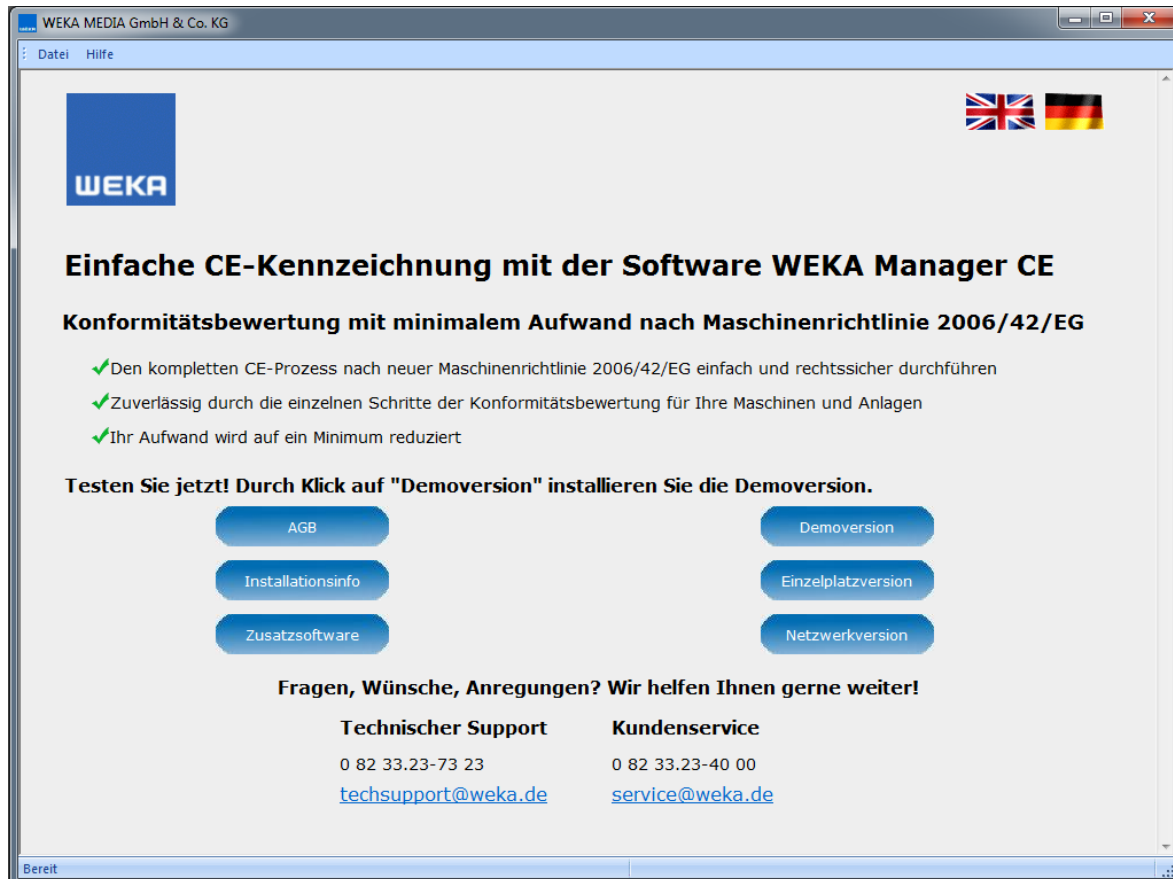 WEKA MEDIA GmbH & Co. KG
Datei Hilfe
WEKA
Einfache CE-Kennzeichnung mit der Software WEKA Manager CE
Konformitätsbewertung mit minimalem Aufwand nach Maschinenrichtlinie 2006/42/EG
Den kompletten CE-Prozess nach neuer Maschinenrichtlinie 2006/42/EG einfach und rechtssicher durchführen
Zuverlässig durch die einzelnen Schritte der Konformitätsbewertung für Ihre Maschinen und Anlagen
Ihr Aufwand wird auf ein Minimum reduziert
Testen Sie jetzt! Durch Klick auf "Demoversion" installieren Sie die Demoversion.
AGB Demoversion
Installationsinfo Einzelplatzversion
Zusatzsoftware Netzwerkversion
Fragen, Wünsche, Anregungen? Wir helfen Ihnen gerne weiter!
Technischer Support Kundenservice
0 82 33.23-73 23 0 82 33.23-40 00
techsupport@weka.de service@weka.de
Bereit